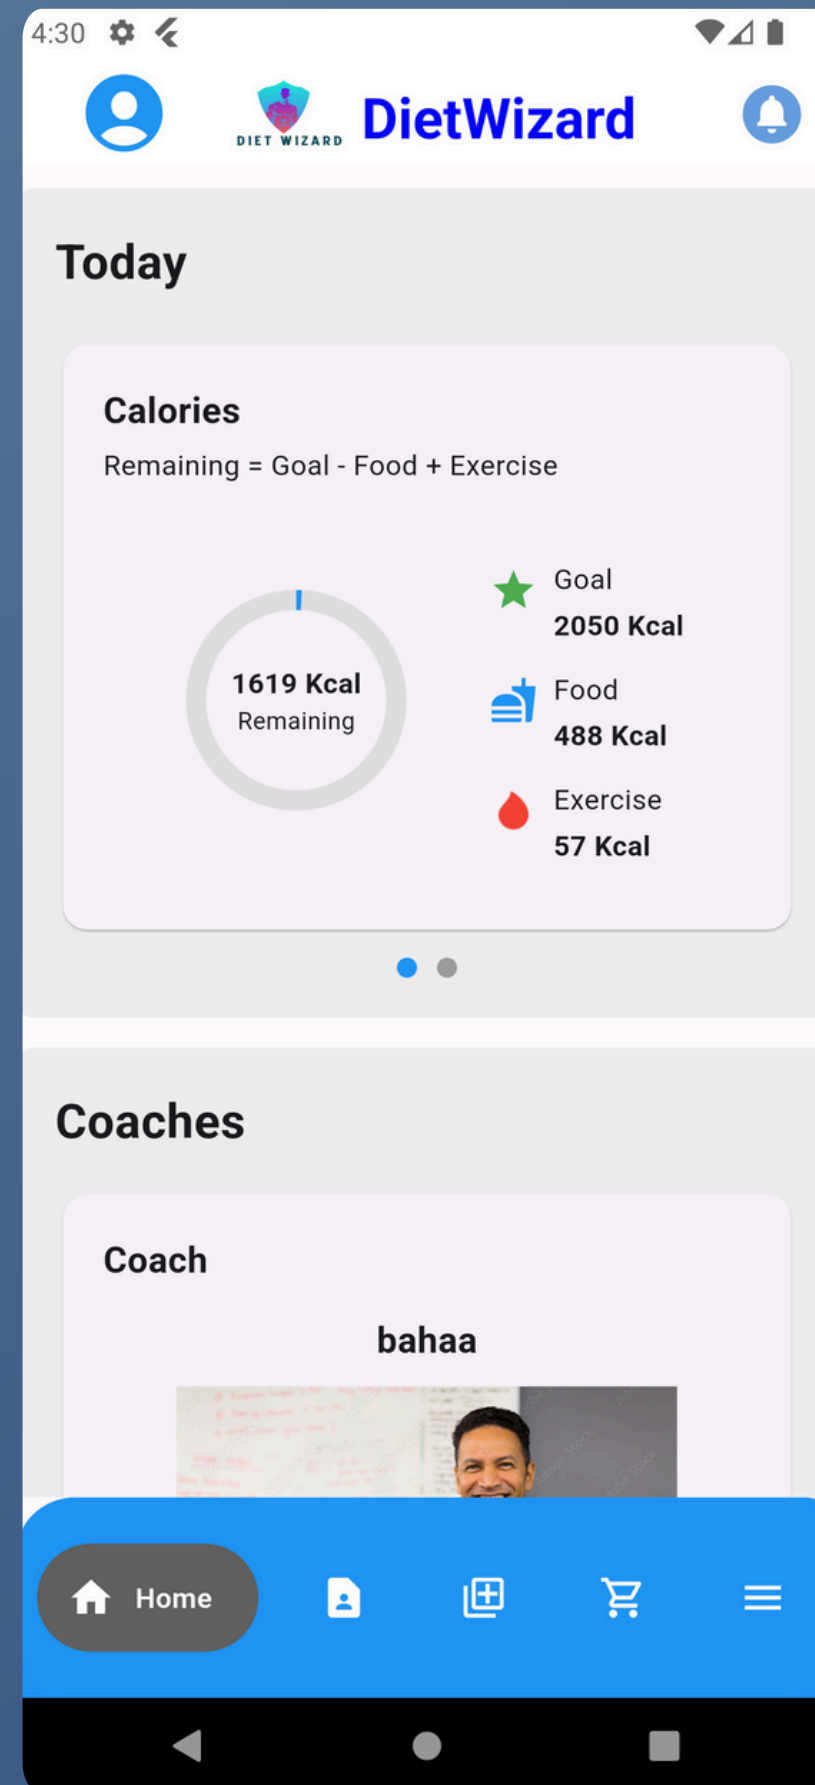 4:30
DIET WIZARD
DietWizard
Today
Calories
Remaining = Goal - Food + Exercise
1619 Kcal
Remaining
Goal
2050 Kcal
Food
488 Kcal
Exercise
57 Kcal
Coaches
Coach
bahaa
Home